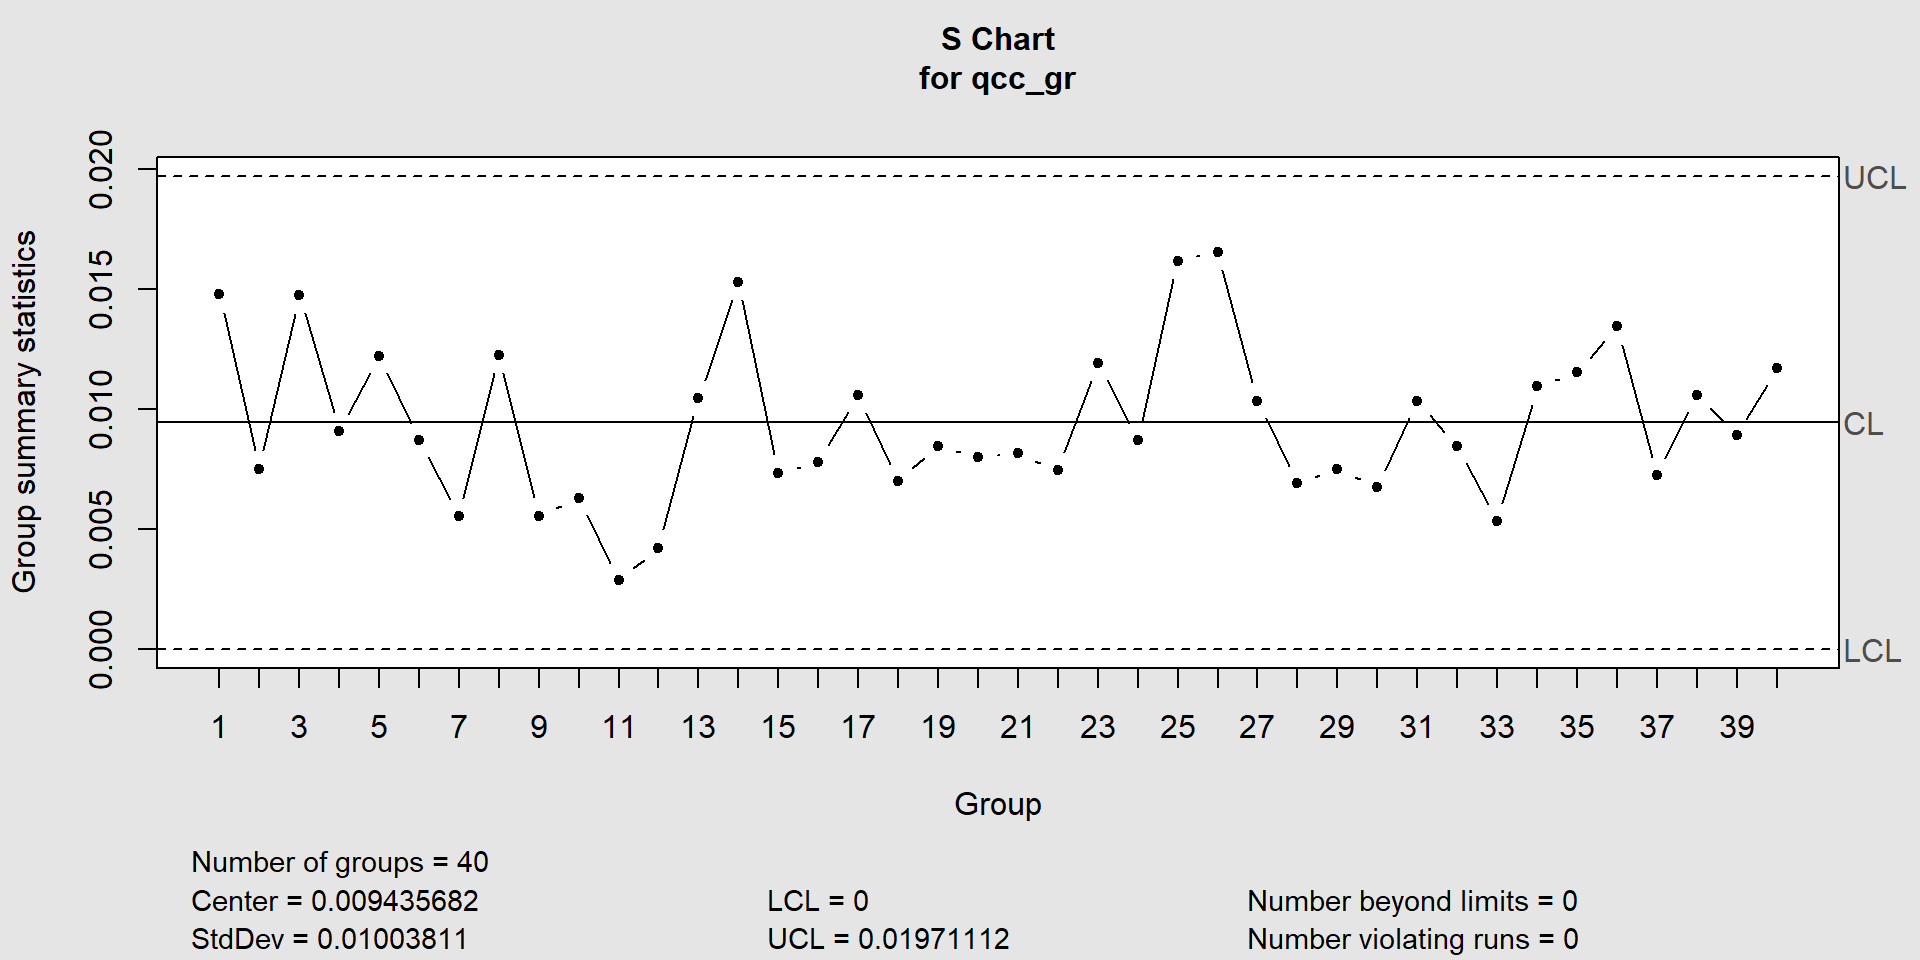 S Chart
for qcc_gr
Group summary statistics
0.020
0.015
0.010
0.005
0.000
UCL
CL
LCL
1 3 5 7 9 11 13 15 17 19 21 23 25 27 29 31 33 35 37 39
Group
Number of groups = 40
Center = 0.009435682 LCL = 0 Number beyond limits = 0
StdDev = 0.01003811 UCL = 0.01971112 Number violating runs = 0